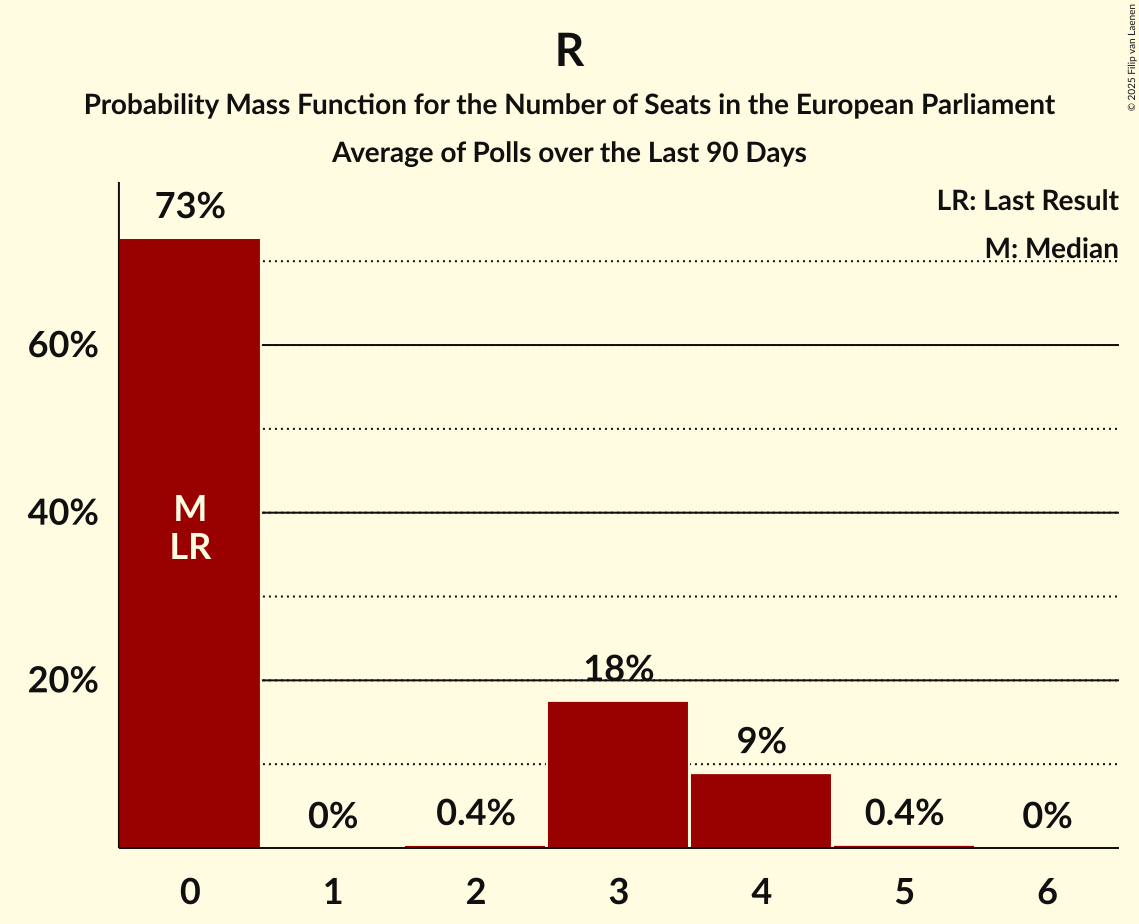 R
Probability Mass Function for the Number of Seats in the European Parliament
Average of Polls over the Last 90 Days
© 2025 Filip van Laenen
LR: Last Result
M: Median
73%
60%
40%
20%
M
LR
0%
0.4%
18%
9%
0.4%
0%
0 1 2 3 4 5 6